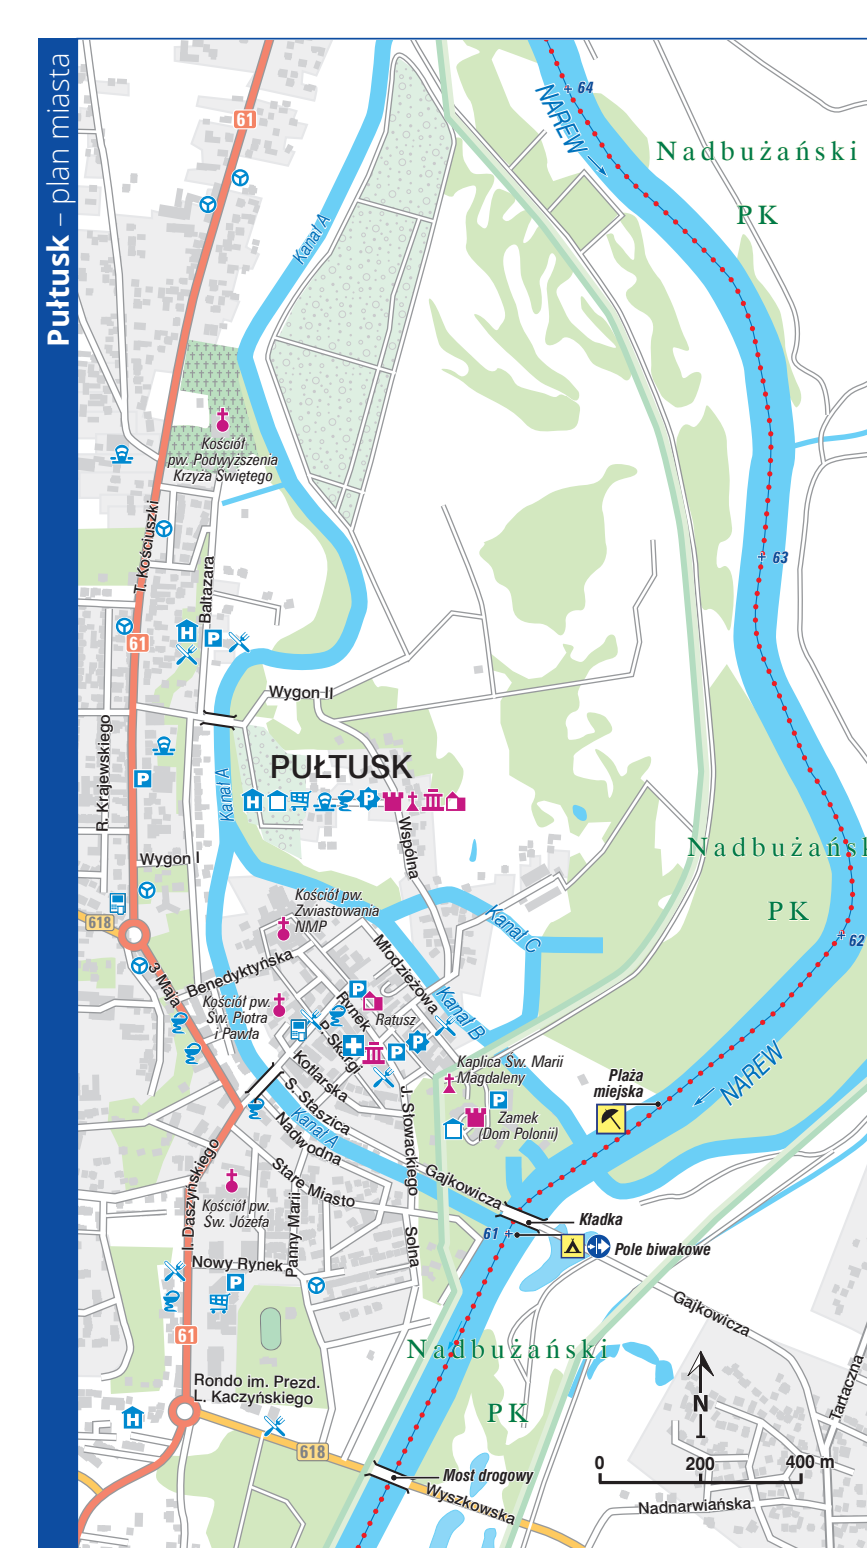 Pułtusk – plan miasta
61
64
NAREW
Nadbużański
PK
Kanał A
Kościół
pw. Podwyższenia
Krzyża Świętego
T. Kościuszki
Baltazara
63
H
P
61
Wygon II
R. Krajewskiego
P
Kanał A
PUŁTUSK
H
P
Wspólna
Wygon I
Nadbużańsk
PK
618
Kościół pw.
Zwiastowania
NMP
Kanał C
62
3 Maja
Benedyktyńska
Młodzieżowa
Kanał B
Kościół pw.
Św. Piotra
i Pawła
P
Rynek
Ratusz
P. Skargi
P
P
Kotlarska
Kaplica Św. Marii
Magdaleny
P
Zamek
(Dom Polonii)
Plaża
miejska
NAREW
S. Staszica
Kanał A
Nadwodna
J. Słowackiego
Stare Miasto
Gajkowicza
I. Daszyńskiego
Kościół pw.
Św. Józefa
Panny Marii
Solna
Kładka
61
Pole biwakowe
Nowy Rynek
P
Gajkowicza
61
Nadbużański
PK
Rondo im. Prezd.
L. Kaczyńskiego
H
Tartaczna
N
618
0 200 400 m
Most drogowy
Wyszkowska
Nadnarwiańska